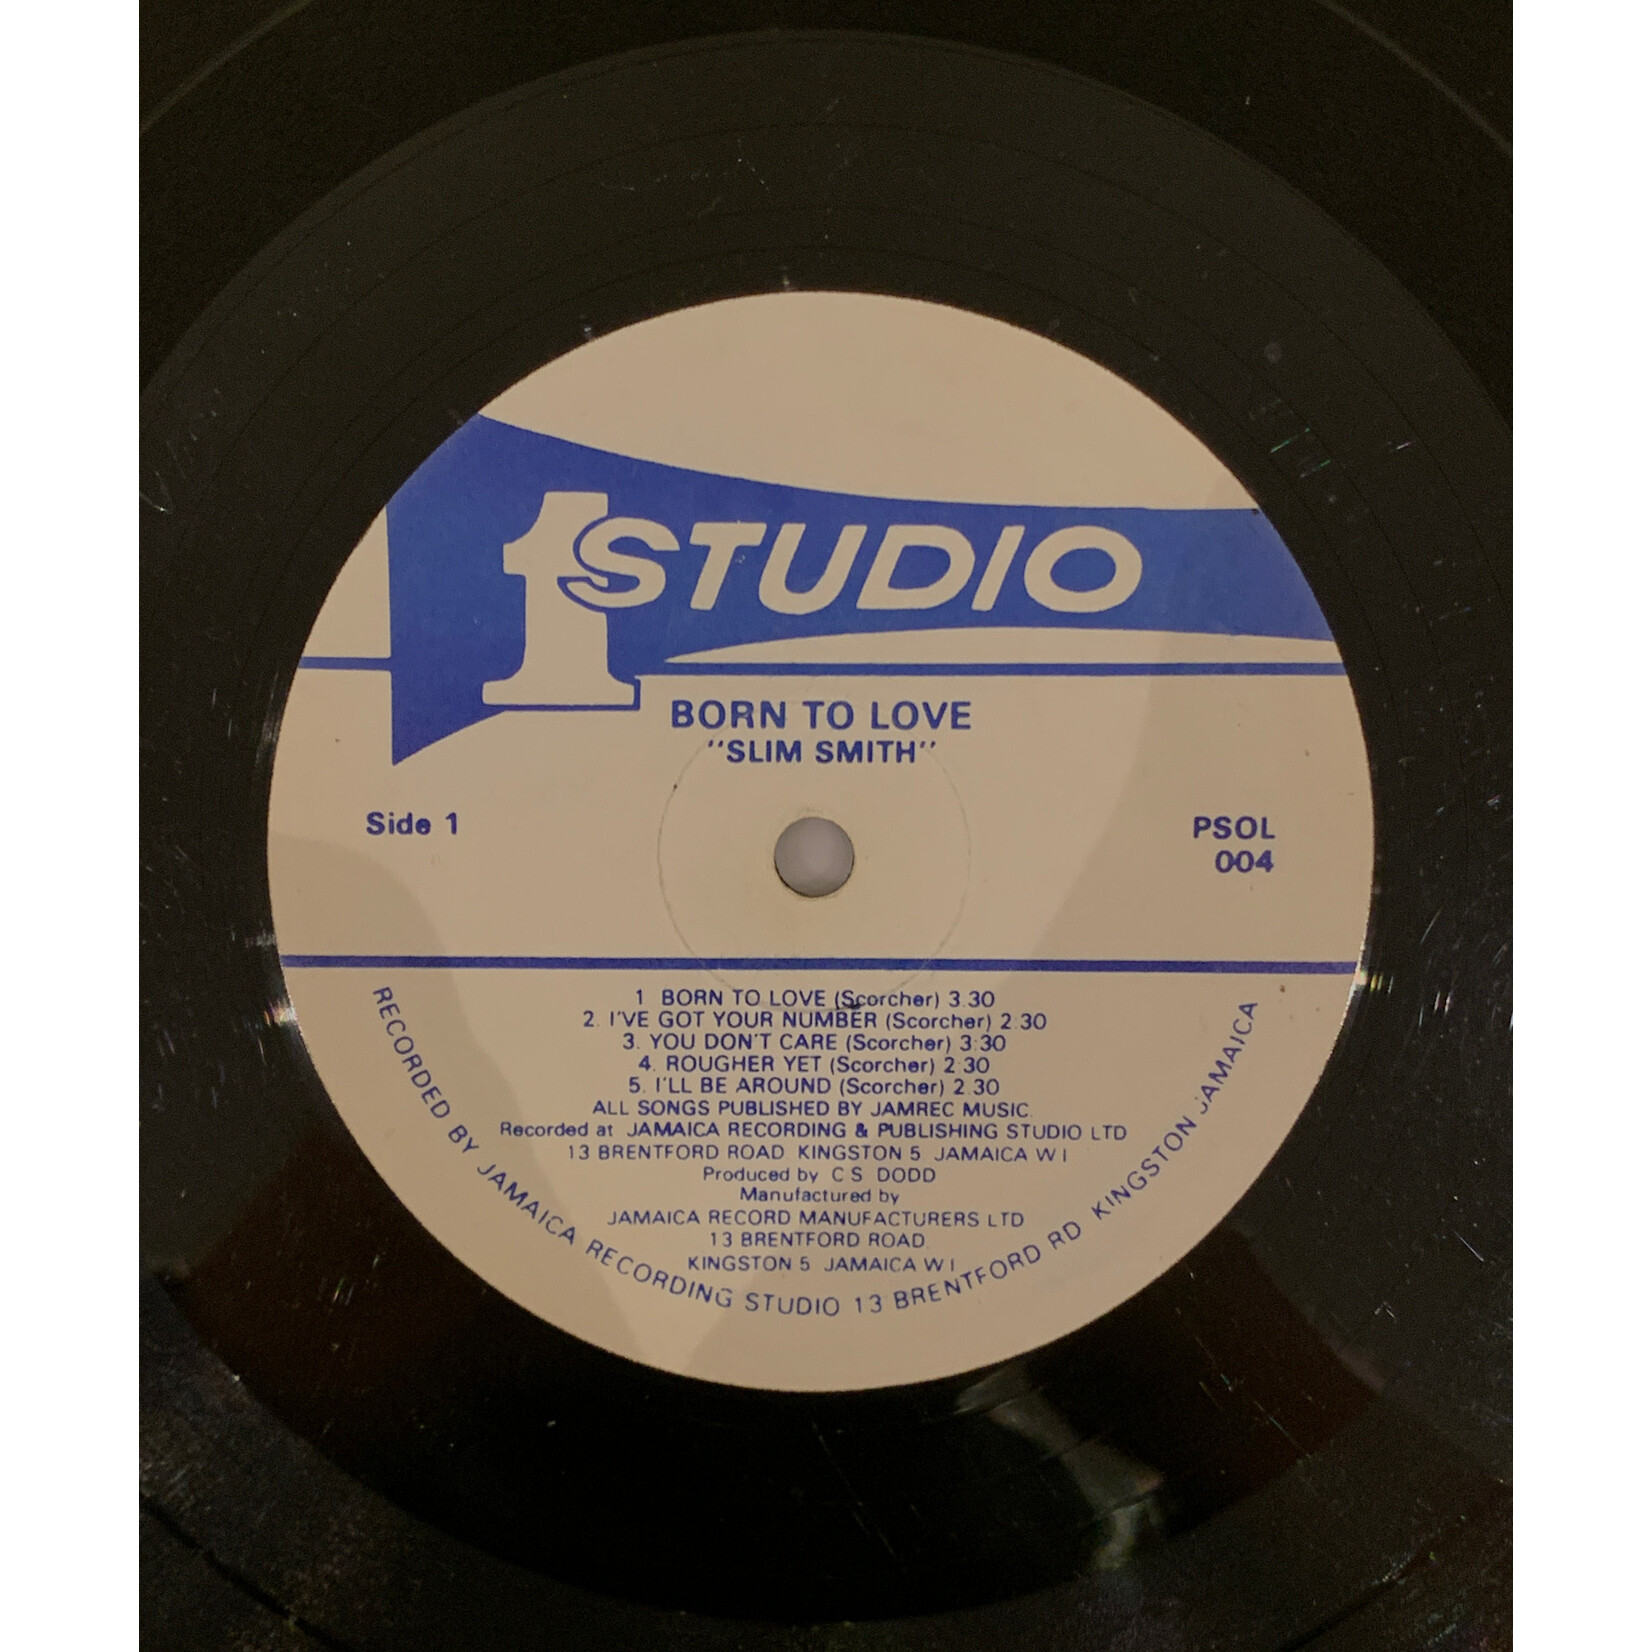 1 STUDIO
BORN TO LOVE
"SLIM SMITH"
Side 1
PSOL
004
1 BORN TO LOVE (Scorcher) 3.30
2. I'VE GOT YOUR NUMBER (Scorcher) 2:30
3. YOU DON'T CARE (Scorcher) 3:30
4. ROUGHER YET (Scorcher) 2:30
5. I'LL BE AROUND (Scorcher) 2.30
ALL SONGS PUBLISHED BY JAMREC MUSIC.
Recorded at JAMAICA RECORDING & PUBLISHING STUDIO LTD
13 BRENTFORD ROAD KINGSTON 5 JAMAICA W I
Produced by C S DODD
Manufactured by
JAMAICA RECORD MANUFACTURERS LTD
13 BRENTFORD ROAD
KINGSTON 5 JAMAICA W I
RECORDED BY JAMAICA RECORDING STUDIO 13 BRENTFORD RD KINGSTON JAMAICA